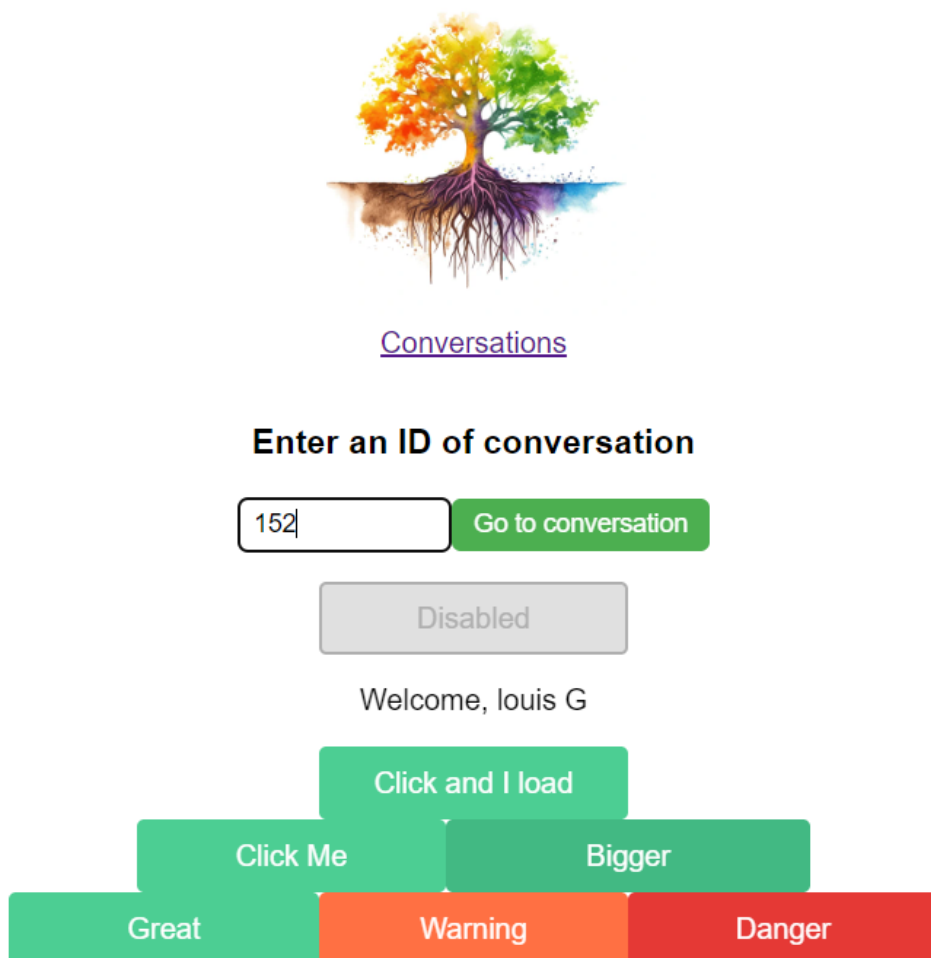 Conversations
Enter an ID of conversation
152 Go to conversation
Disabled
Welcome, louis G
Click and I load
Click Me Bigger
Great Warning Danger